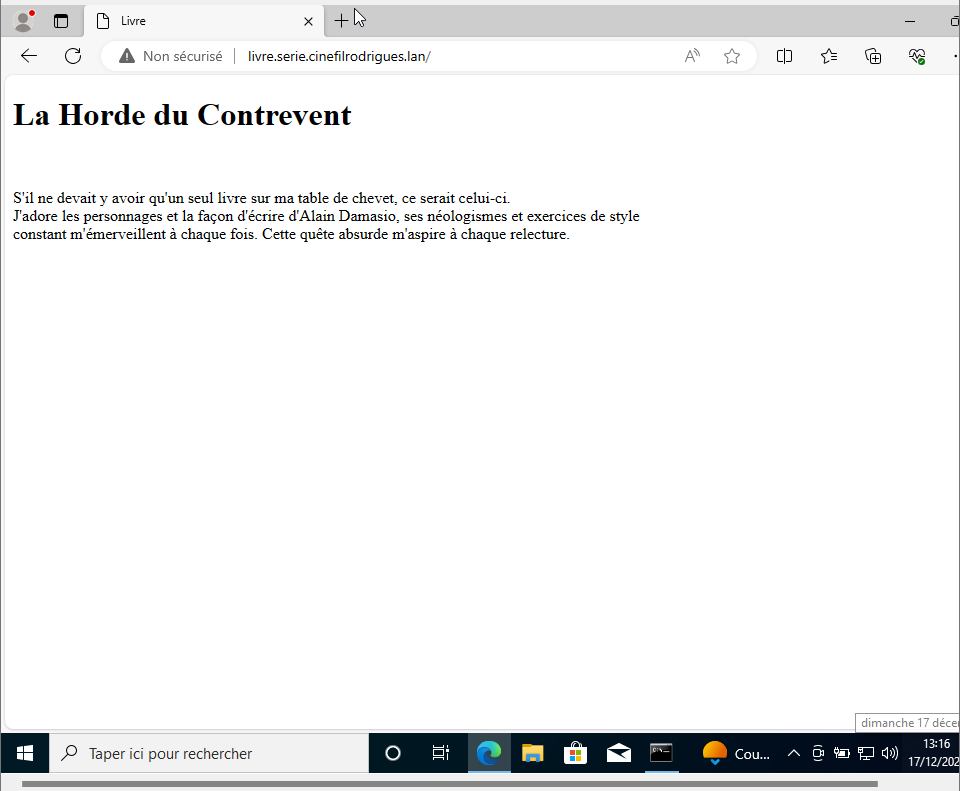 Livre
Non sécurisé
livre.serie.cinefilrodrigues.lan/
La Horde du Contrevent
S'il ne devait y avoir qu'un seul livre sur ma table de chevet, ce serait celui-ci.
J'adore les personnages et la façon d'écrire d'Alain Damasio, ses néologismes et exercices de style
constant m'émerveillent à chaque fois. Cette quête absurde m'aspire à chaque relecture.
dimanche 17 décer
Taper ici pour rechercher
Cou...
13:16
17/12/202